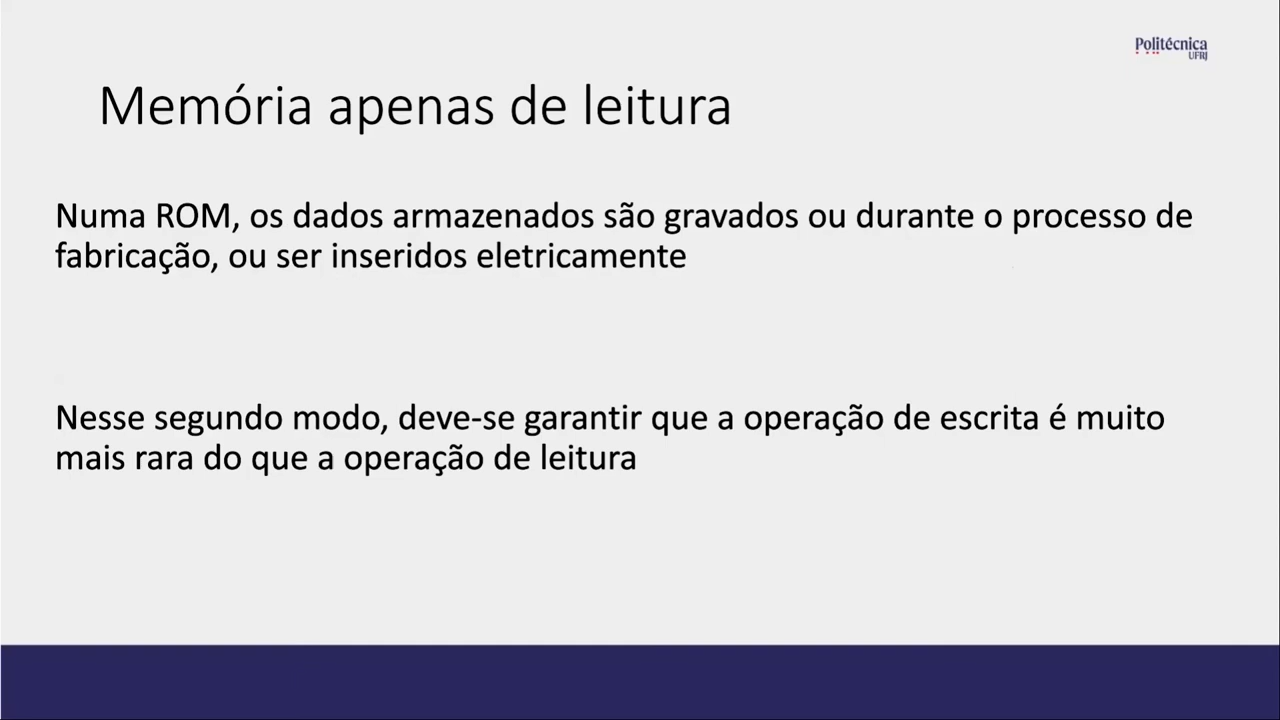 Politécnica
UFRJ
Memória apenas de leitura
Numa ROM, os dados armazenados são gravados ou durante o processo de
fabricação, ou ser inseridos eletricamente
Nesse segundo modo, deve-se garantir que a operação de escrita é muito
mais rara do que a operação de leitura